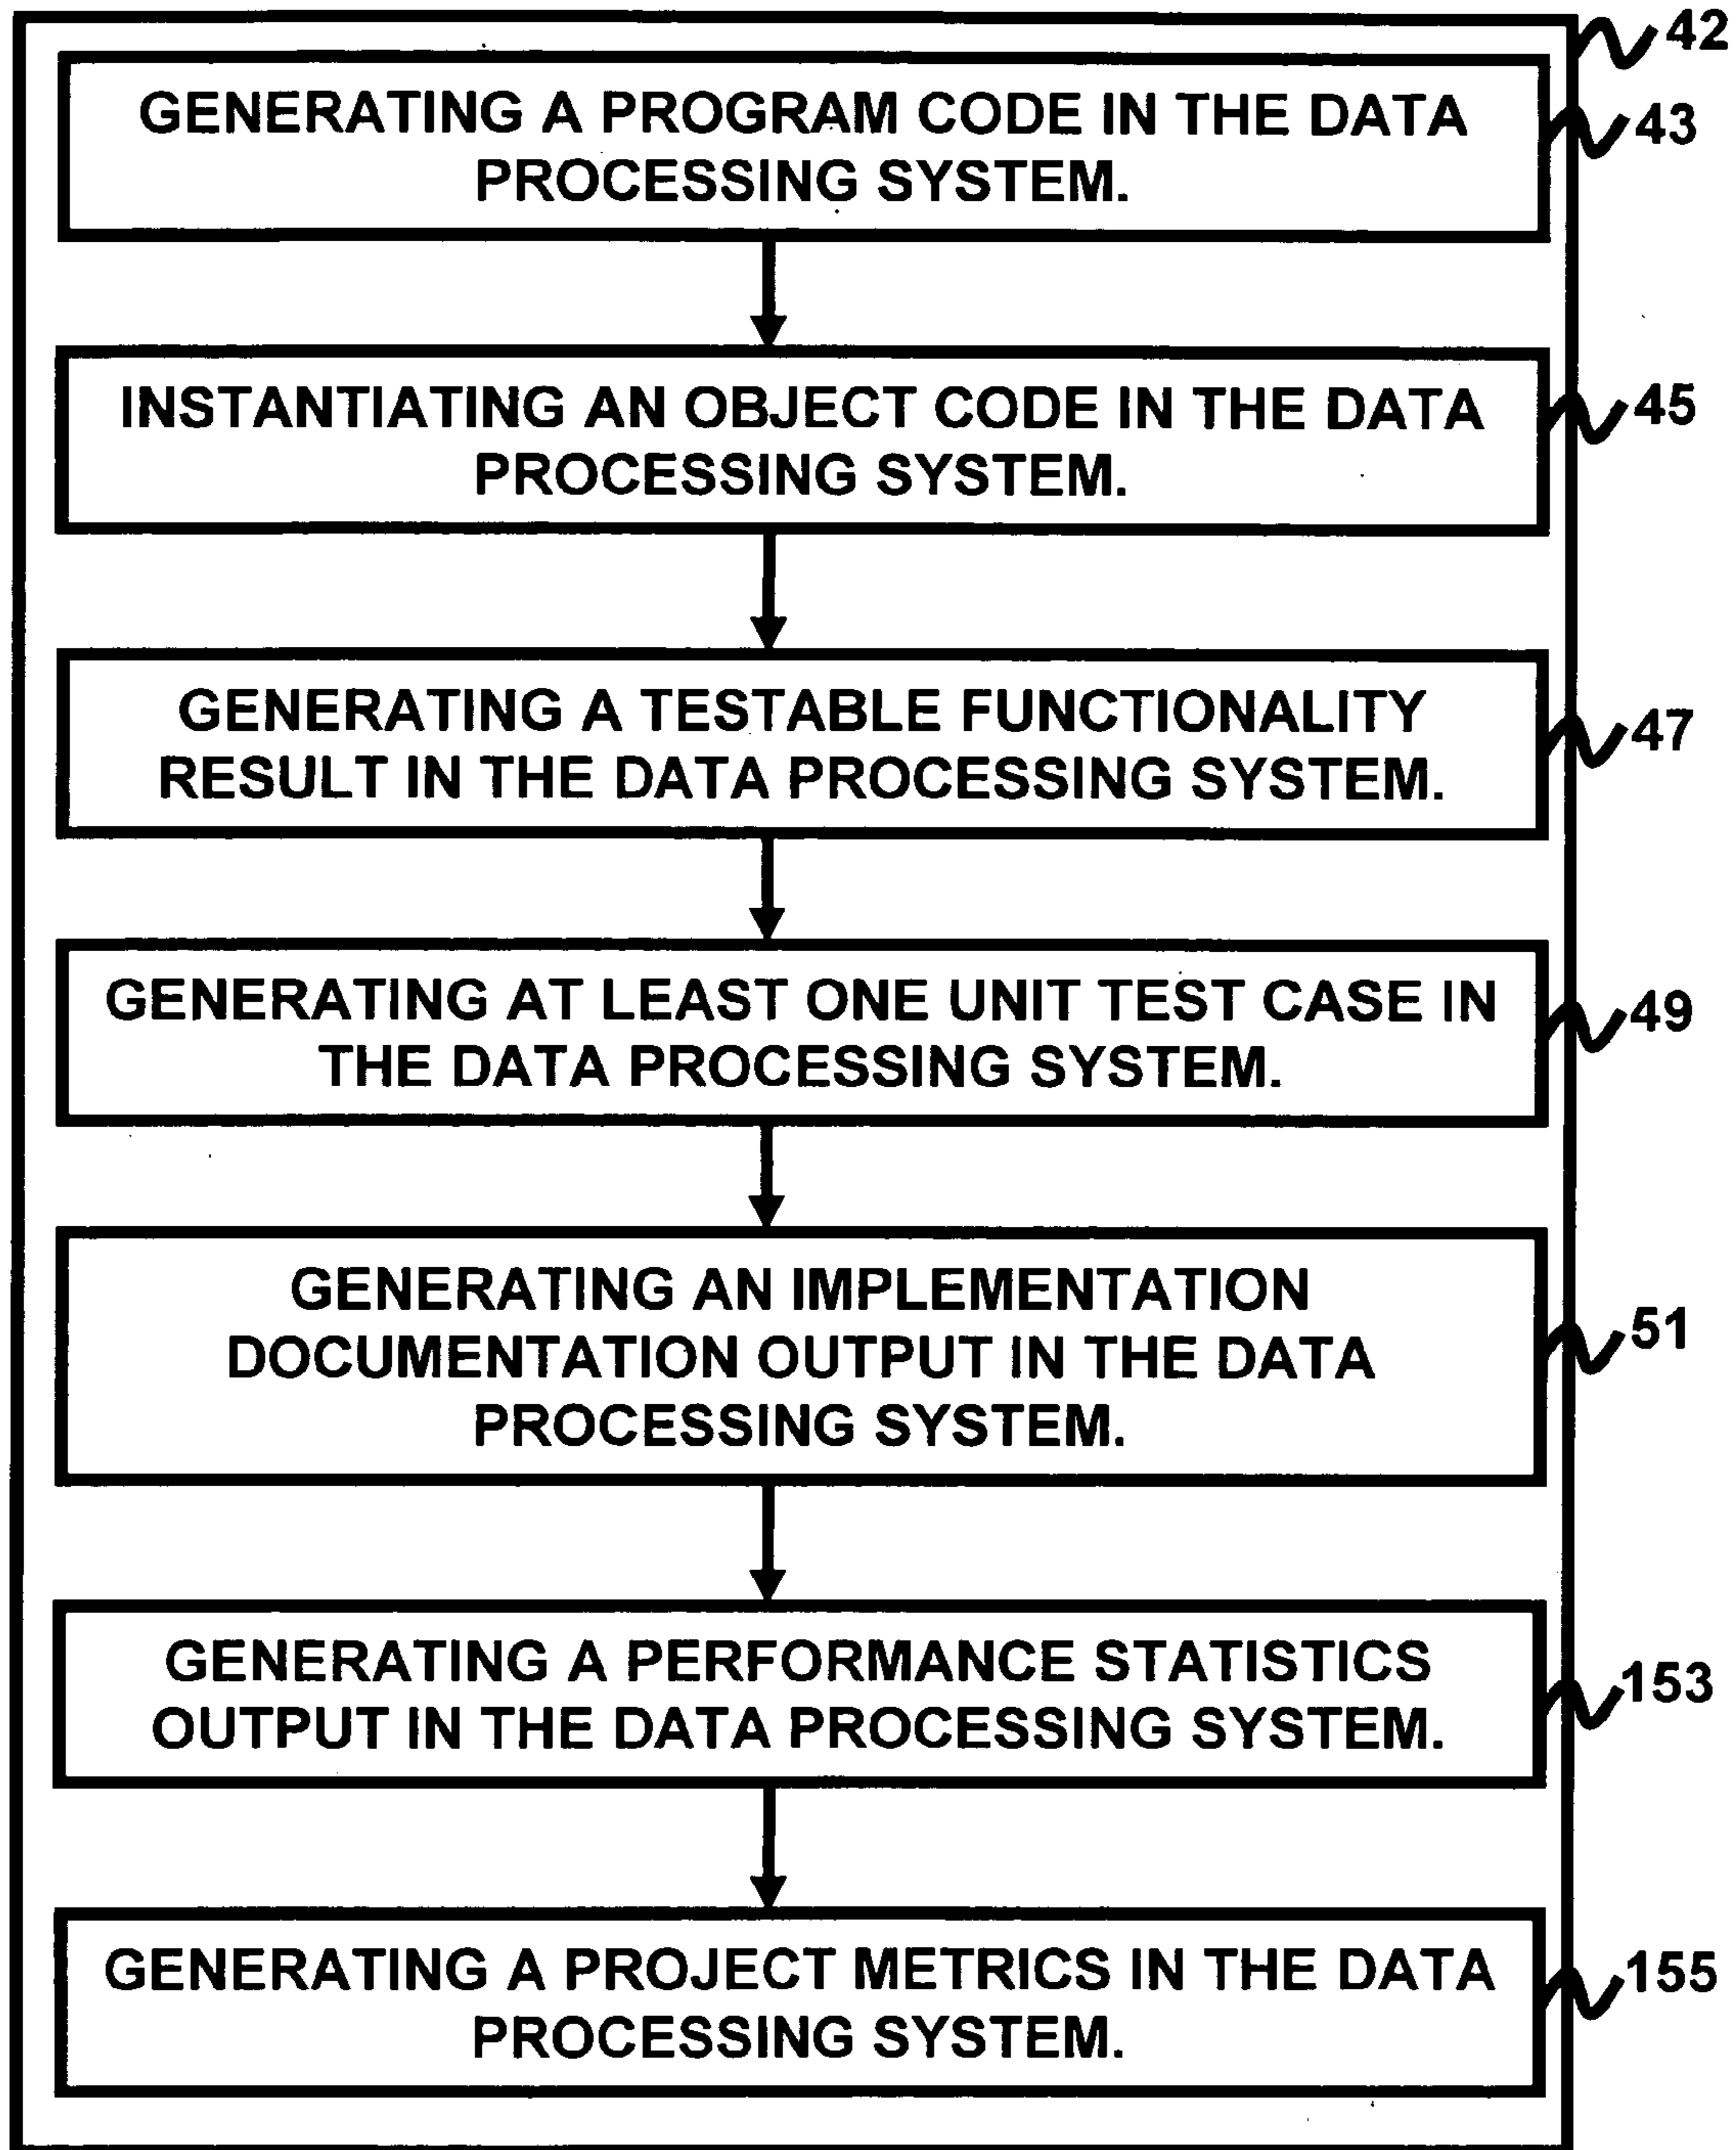 42
GENERATING A PROGRAM CODE IN THE DATA
PROCESSING SYSTEM.
43
INSTANTIATING AN OBJECT CODE IN THE DATA
PROCESSING SYSTEM.
45
GENERATING A TESTABLE FUNCTIONALITY
RESULT IN THE DATA PROCESSING SYSTEM.
47
GENERATING AT LEAST ONE UNIT TEST CASE IN
THE DATA PROCESSING SYSTEM.
49
GENERATING AN IMPLEMENTATION
DOCUMENTATION OUTPUT IN THE DATA
PROCESSING SYSTEM.
51
GENERATING A PERFORMANCE STATISTICS
OUTPUT IN THE DATA PROCESSING SYSTEM.
153
GENERATING A PROJECT METRICS IN THE DATA
PROCESSING SYSTEM.
155